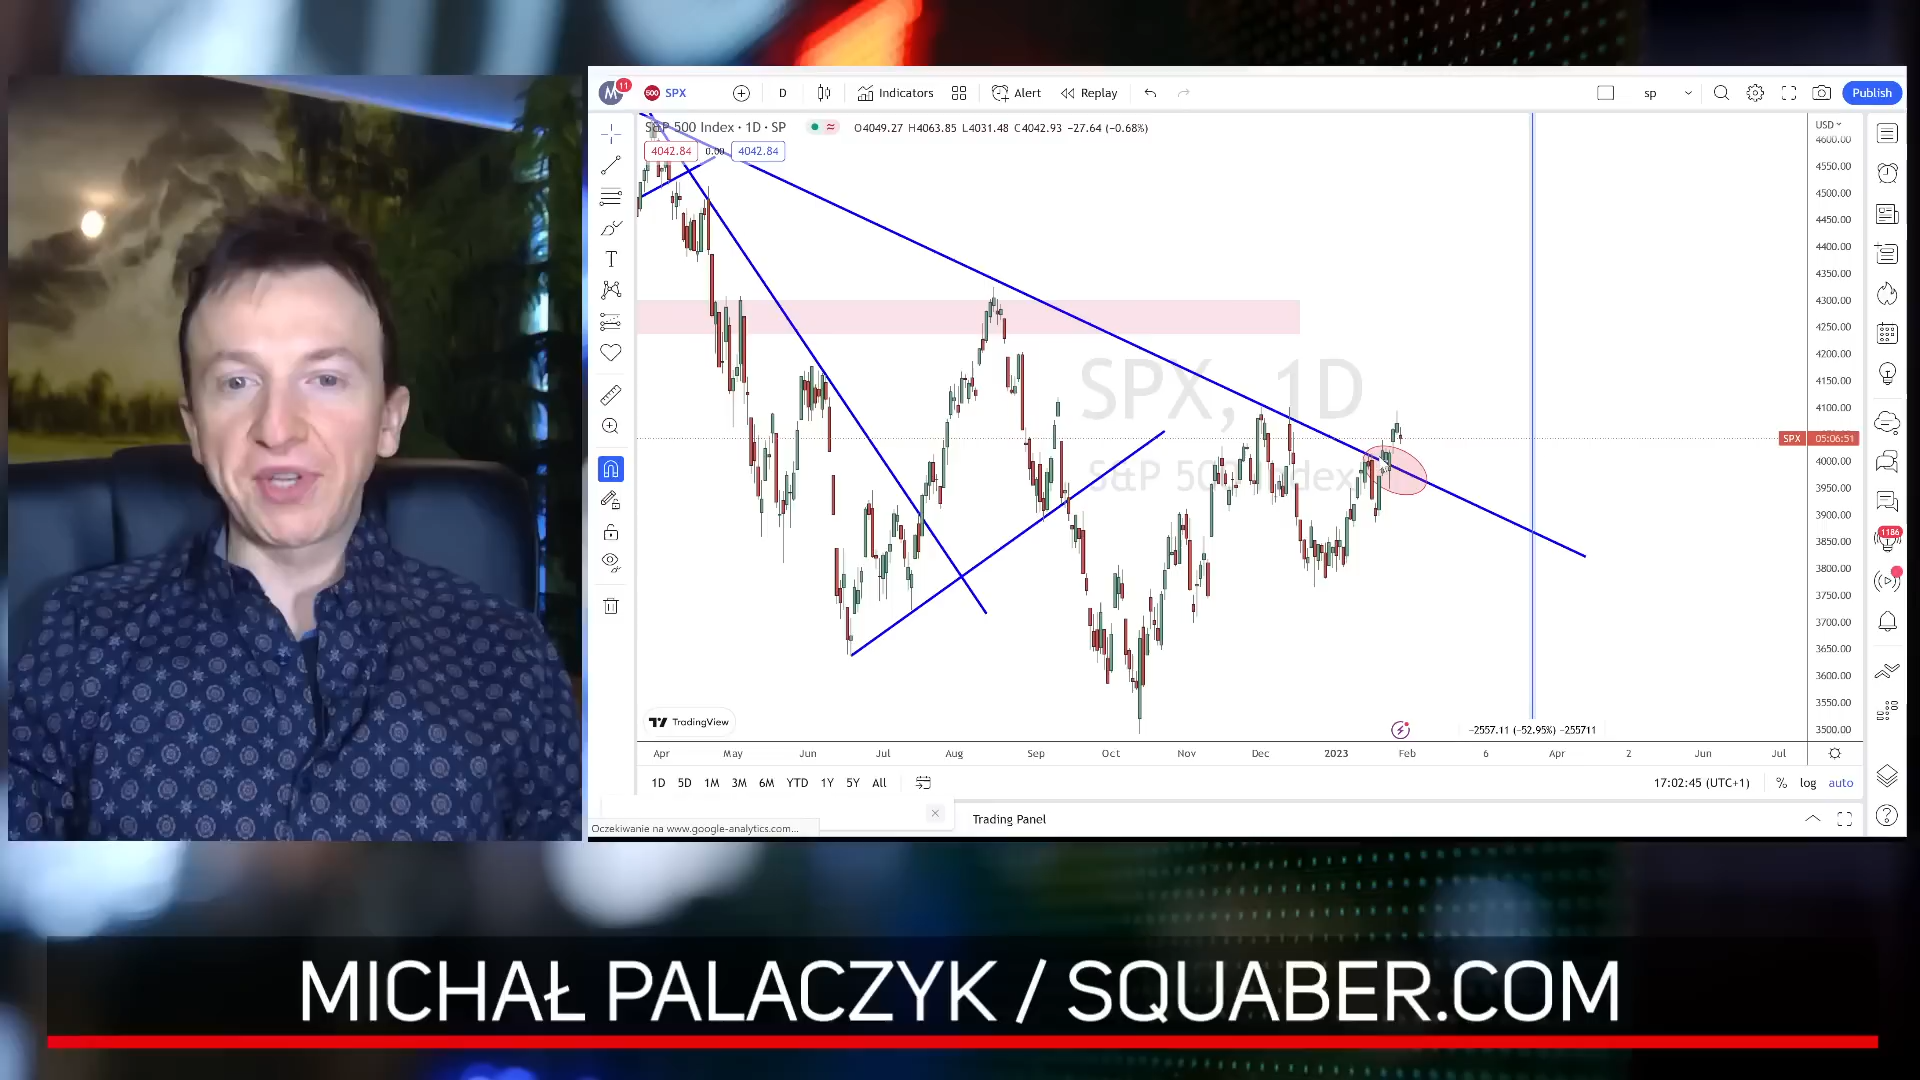 M 11 500 SPX D Indicators Alert Replay sp Publish
S&P 500 Index · 1D · SP O4049.27 H4063.85 L4031.48 C4042.93 −27.64 (−0.68%) USD
4042.84 0.00 4042.84
SPX, 1D
S&P 500 Index
4600.00
4550.00
4500.00
4450.00
4400.00
4350.00
4300.00
4250.00
4200.00
4150.00
4100.00
SPX 05:06:51
4000.00
3950.00
3900.00
3850.00
3800.00
3750.00
3700.00
3650.00
3600.00
3550.00
3500.00
1186
TradingView
−2557.11 (−52.95%) −255711
Apr May Jun Jul Aug Sep Oct Nov Dec 2023 Feb 6 Apr 2 Jun Jul
1D 5D 1M 3M 6M YTD 1Y 5Y All 17:02:45 (UTC+1) % log auto
Trading Panel
Oczekiwanie na www.google-analytics.com...
MICHAŁ PALACZYK / SQUABER.COM